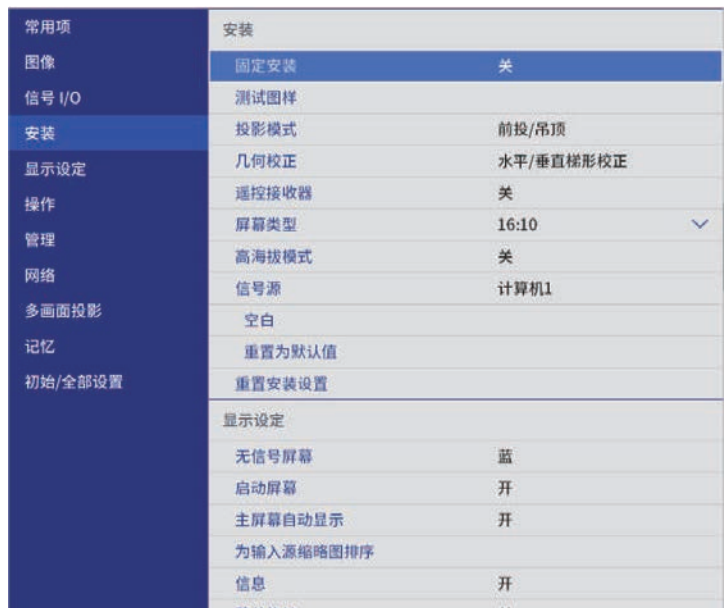 常用项
图像
信号 I/O
安装
显示设定
操作
管理
网络
多画面投影
记忆
初始/全部设置
安装
固定安装 关
测试图样
投影模式 前投/吊顶
几何校正 水平/垂直梯形校正
遥控接收器 关
屏幕类型 16:10
高海拔模式 关
信号源 计算机1
空白
重置为默认值
重置安装设置
显示设定
无信号屏幕 蓝
启动屏幕 开
主屏幕自动显示 开
为输入源缩略图排序
信息 开